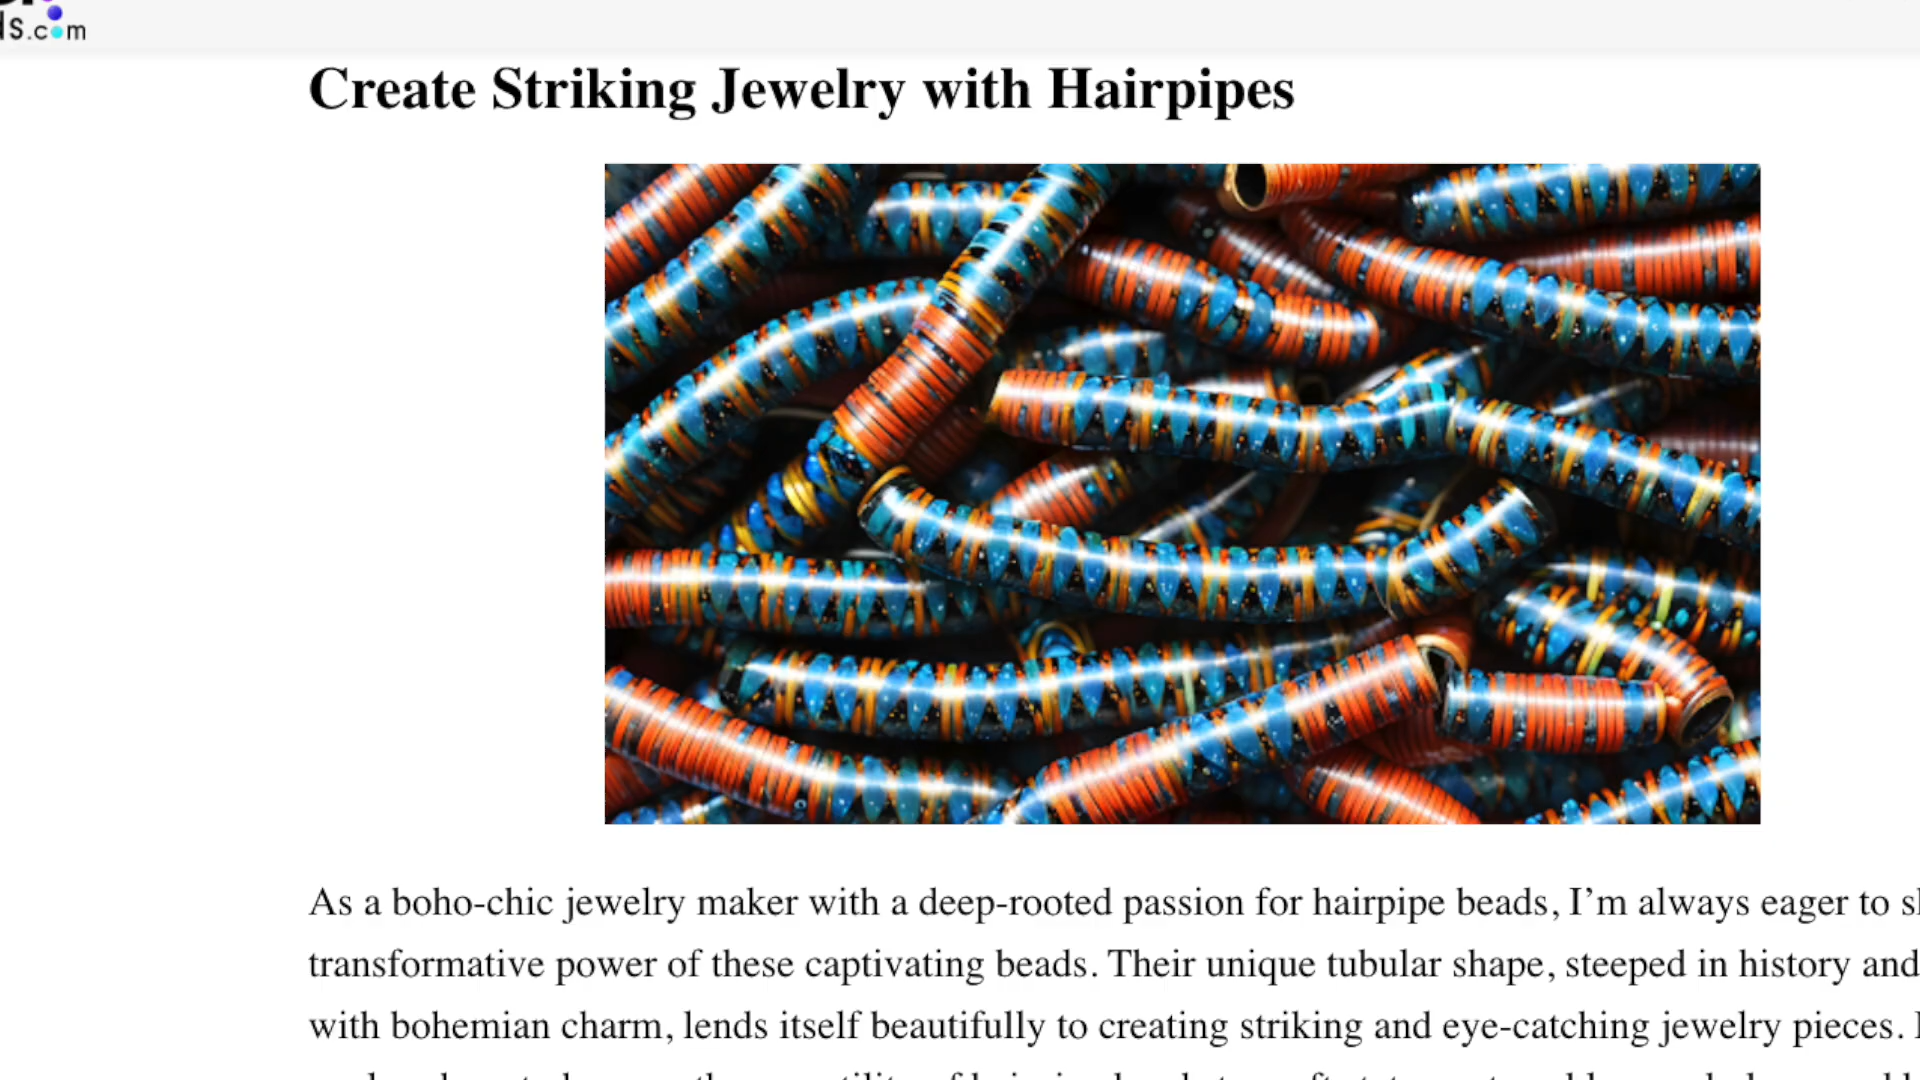 s.com
Create Striking Jewelry with Hairpipes
As a boho-chic jewelry maker with a deep-rooted passion for hairpipe beads, I’m always eager to
transformative power of these captivating beads. Their unique tubular shape, steeped in history and
with bohemian charm, lends itself beautifully to creating striking and eye-catching jewelry pieces.